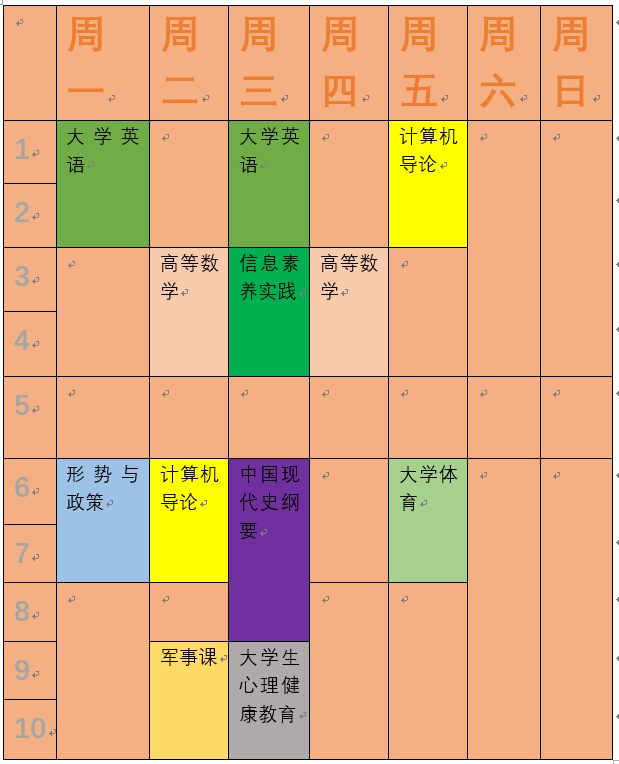 周 周 周 周 周 周 周
一 二 三 四 五 六 日
1 大学英 大学英 计算机
语 语 导论
2
3 高等数 信息素 高等数
学 养实践 学
4
5
6 形势与 计算机 中国现 大学体
政策 导论 代史纲 育
要
7
8
9 军事课 大学生
心理健
康教育
10